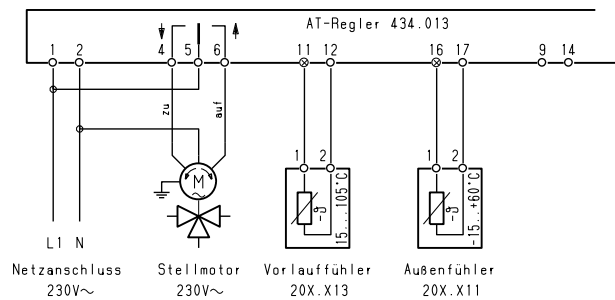 AT-Regler 434.013
1 2 4 5 6 11 12 16 17 9 14
zu auf
M
1 2 1 2
ϑ ϑ
15...105°C
-15...+60°C
L1 N
Netzanschluss Stellmotor Vorlauffühler Außenfühler
230V~ 230V~ 20X.X13 20X.X11